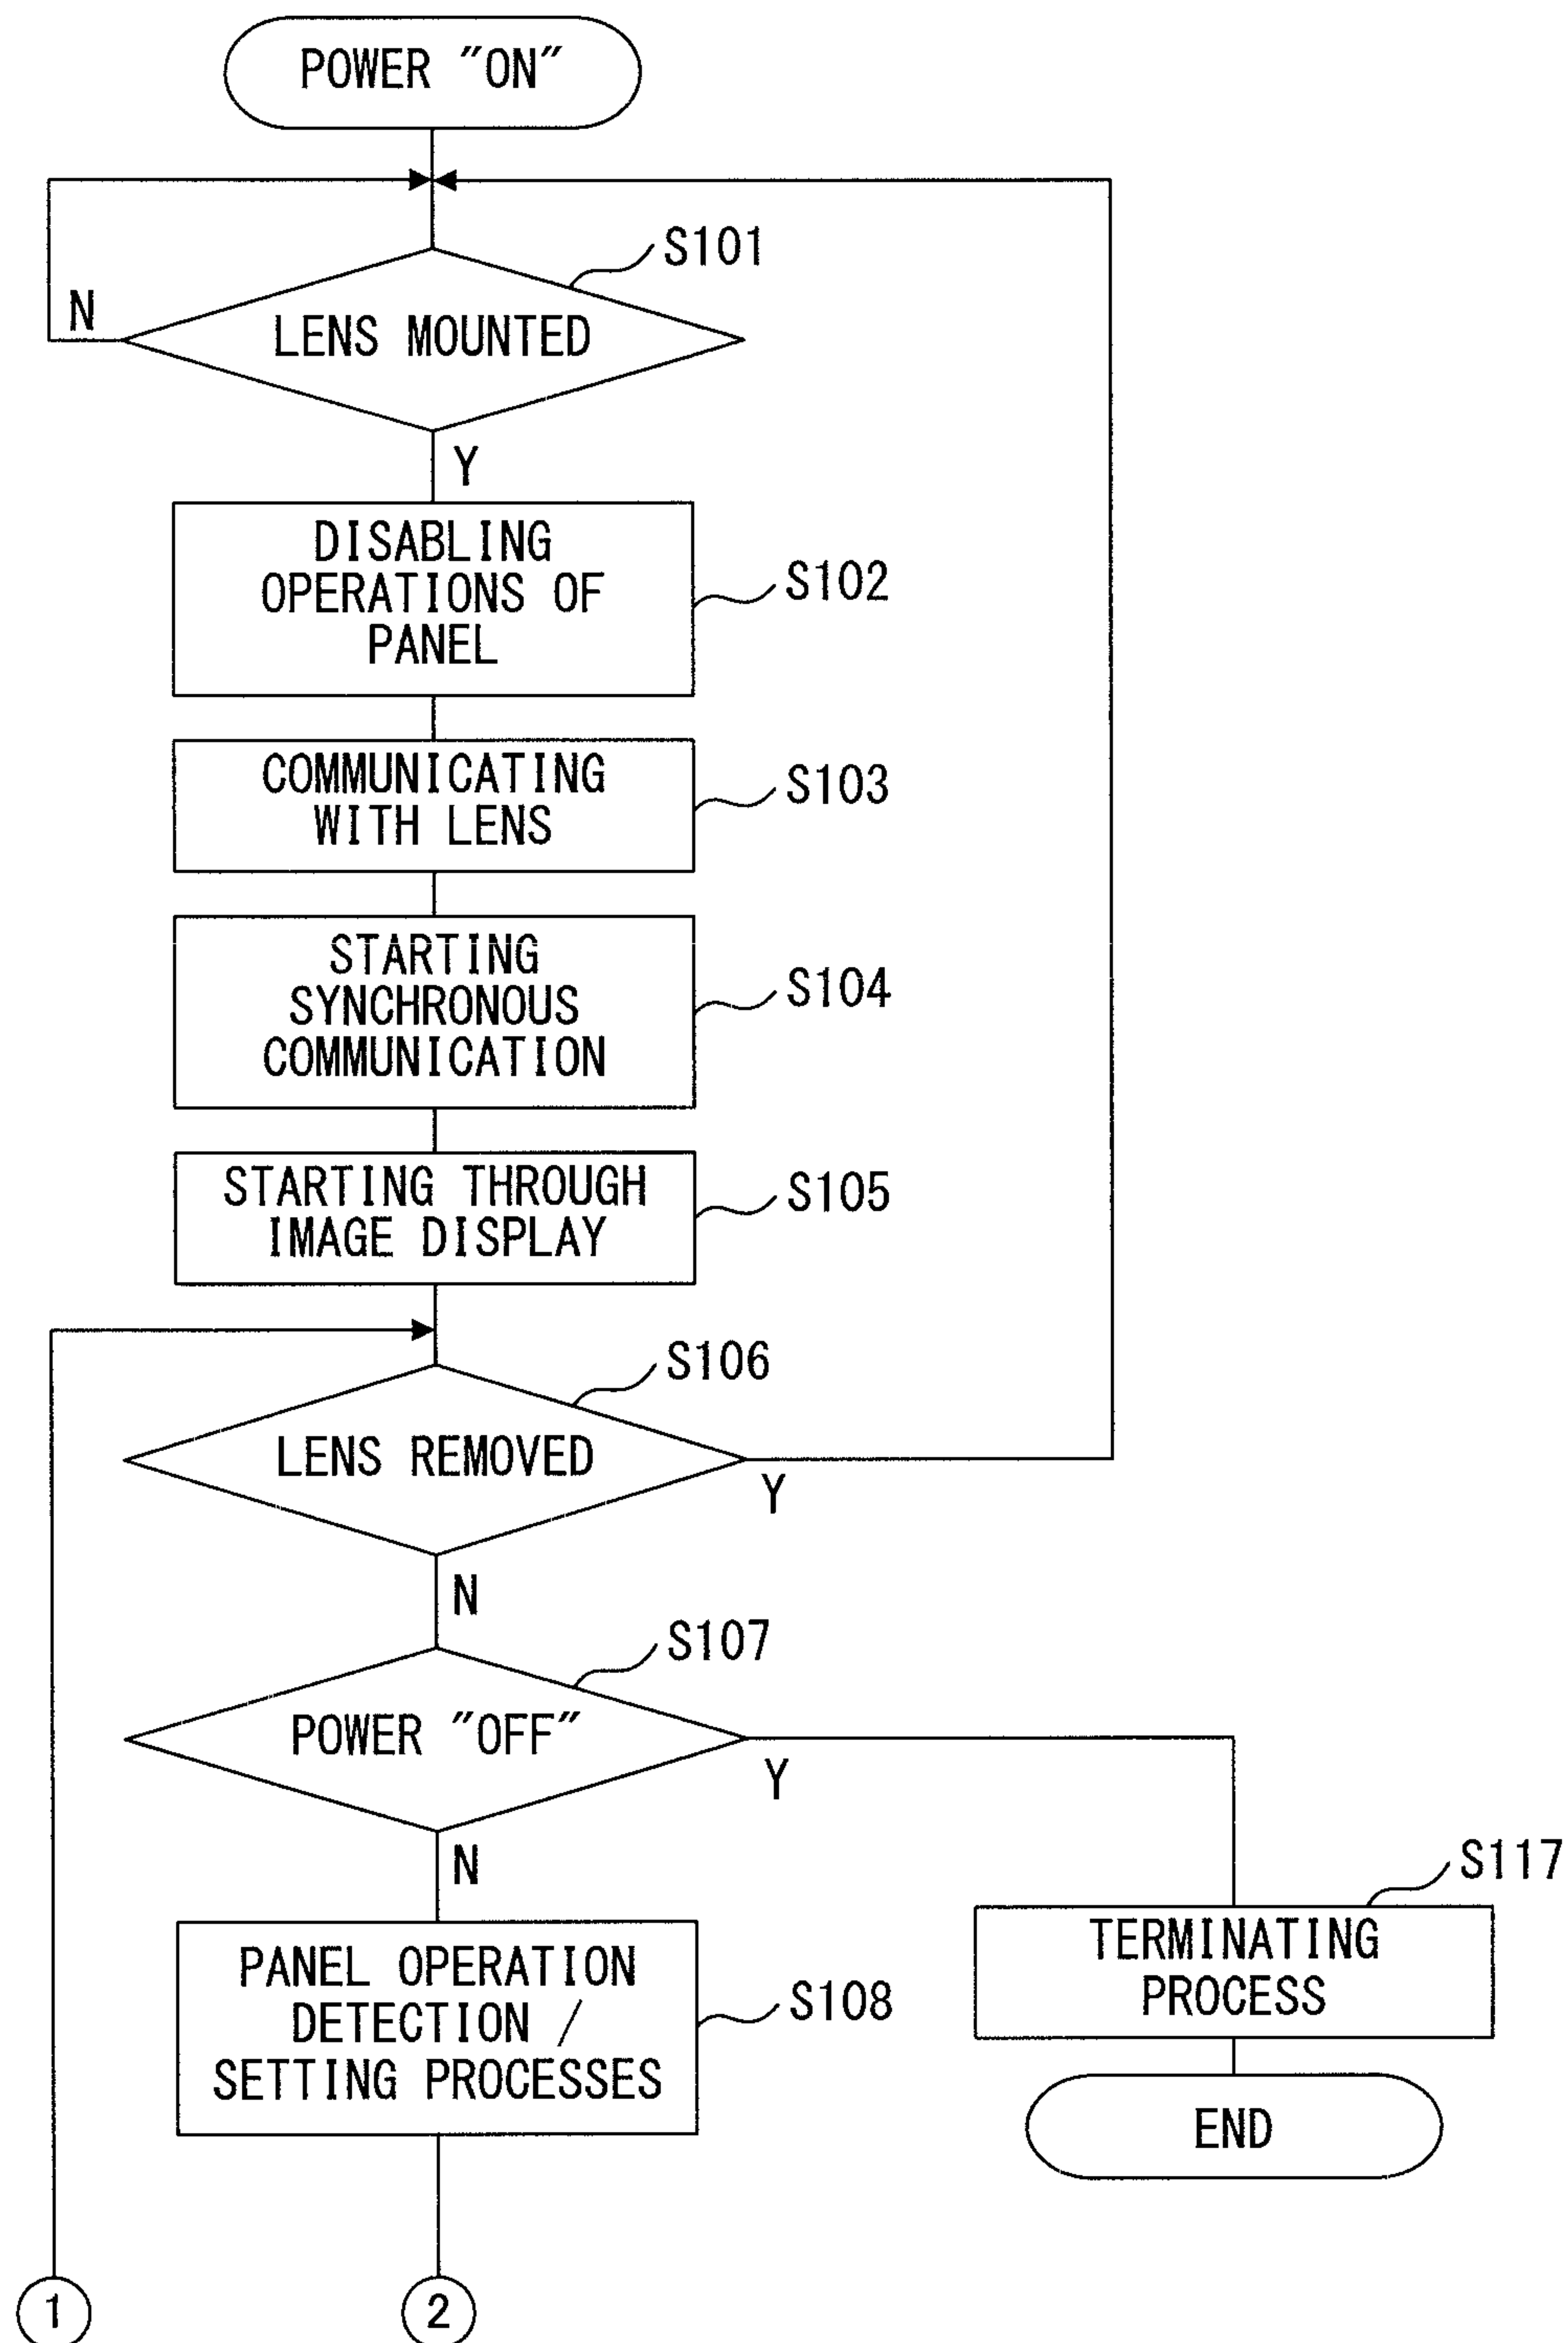 POWER "ON"
S101
N
LENS MOUNTED
Y
DISABLING
OPERATIONS OF
PANEL
S102
COMMUNICATING
WITH LENS
S103
STARTING
SYNCHRONOUS
COMMUNICATION
S104
STARTING THROUGH
IMAGE DISPLAY
S105
S106
LENS REMOVED
Y
N
S107
POWER "OFF"
Y
N
S117
TERMINATING
PROCESS
PANEL OPERATION
DETECTION /
SETTING PROCESSES
S108
END
1
2